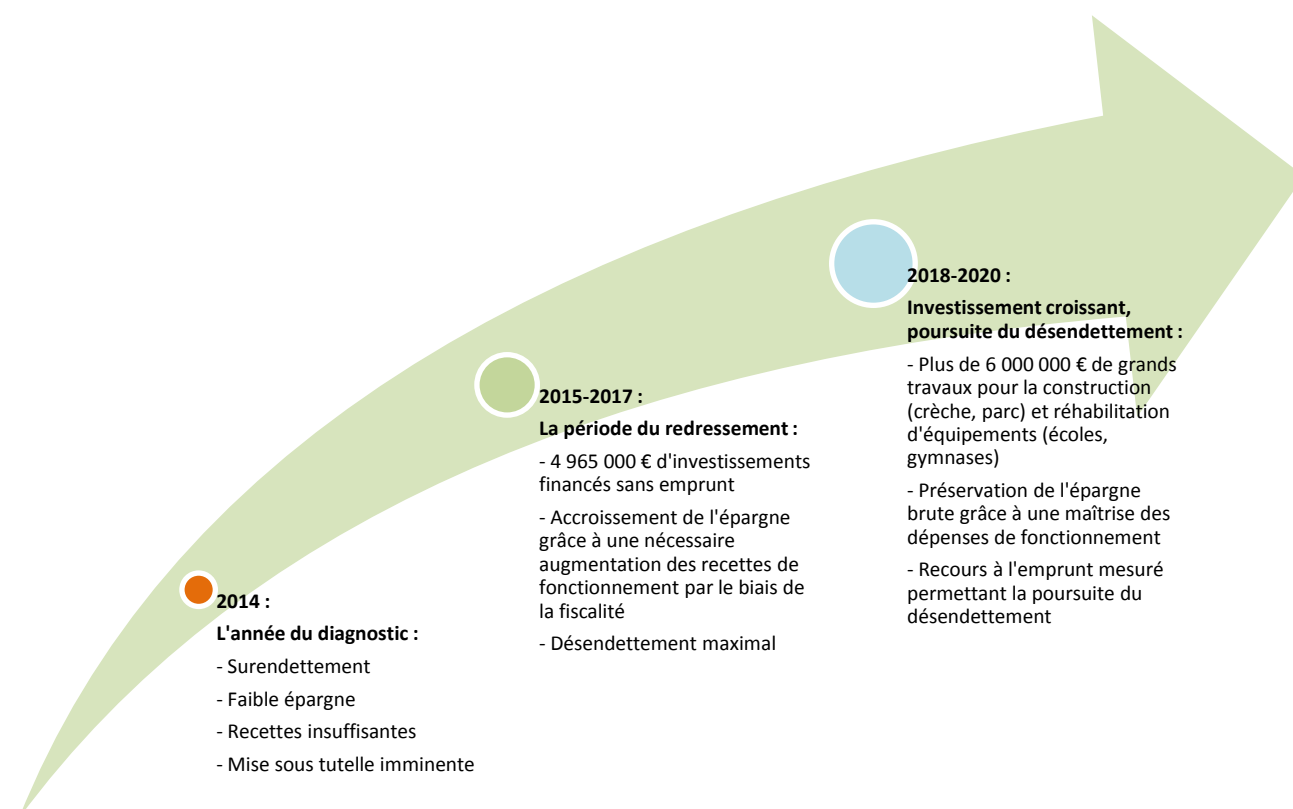 2014 :
L'année du diagnostic :
- Surendettement
- Faible épargne
- Recettes insuffisantes
- Mise sous tutelle imminente
2015-2017 :
La période du redressement :
- 4 965 000 € d'investissements
financés sans emprunt
- Accroissement de l'épargne
grâce à une nécessaire
augmentation des recettes de
fonctionnement par le biais de
la fiscalité
- Désendettement maximal
2018-2020 :
Investissement croissant,
poursuite du désendettement :
- Plus de 6 000 000 € de grands
travaux pour la construction
(crèche, parc) et réhabilitation
d'équipements (écoles,
gymnases)
- Préservation de l'épargne
brute grâce à une maîtrise des
dépenses de fonctionnement
- Recours à l'emprunt mesuré
permettant la poursuite du
désendettement